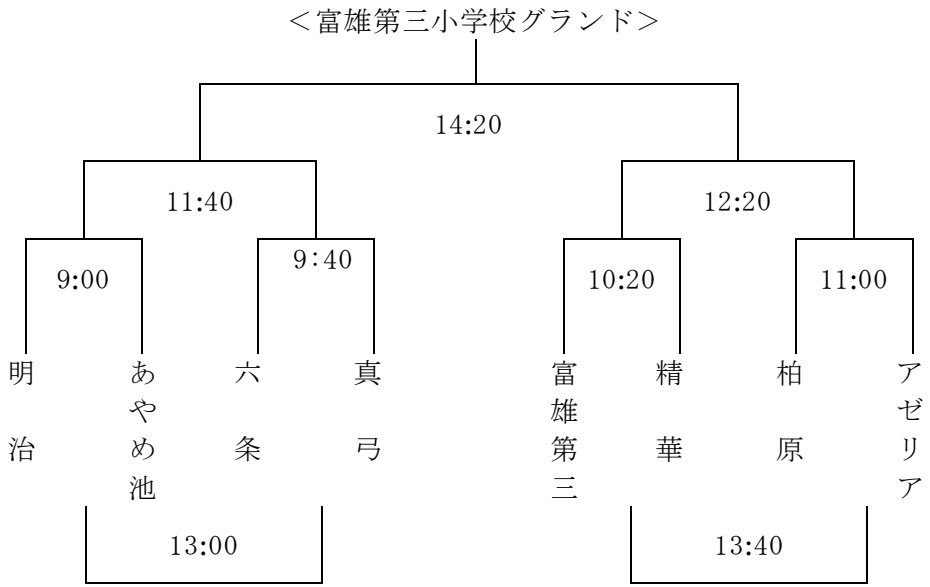 ＜富雄第三小学校グランド＞
14:20
11:40
12:20
9:00
9:40
10:20
11:00
明治
あやめ池
六条
真弓
富雄第三
精華
柏原
アゼリア
13:00
13:40